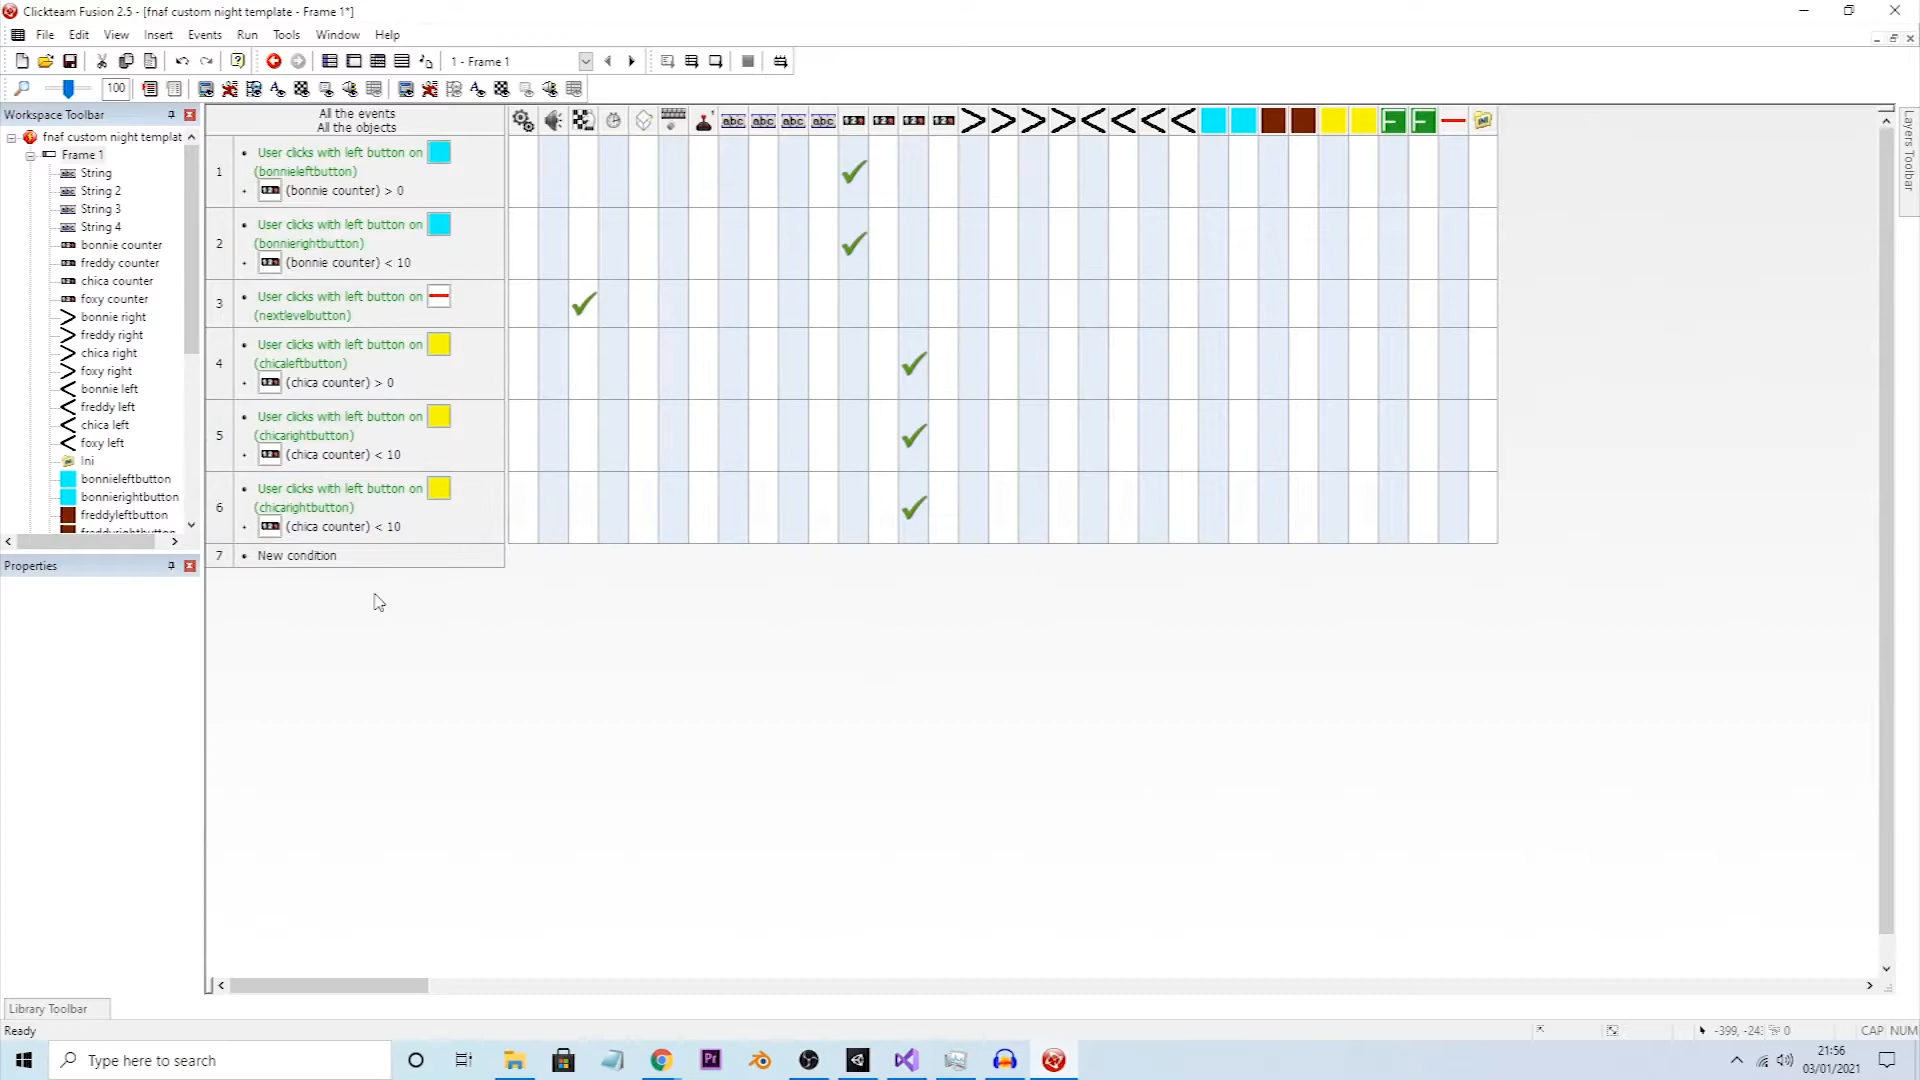 Clickteam Fusion 2.5 - [fnaf custom night template - Frame 1*]
File Edit View Insert Events Run Tools Window Help
1 - Frame 1
100
Workspace Toolbar
fnaf custom night templat
Frame 1
String
String 2
String 3
String 4
bonnie counter
freddy counter
chica counter
foxy counter
bonnie right
freddy right
chica right
foxy right
bonnie left
freddy left
chica left
foxy left
Ini
bonnieleftbutton
bonnierightbutton
freddyleftbutton
freddyrightbutton
Properties
All the events
All the objects
1
User clicks with left button on
(bonnieleftbutton)
(bonnie counter) > 0
2
User clicks with left button on
(bonnierightbutton)
(bonnie counter) < 10
3
User clicks with left button on
(nextlevelbutton)
4
User clicks with left button on
(chicaleftbutton)
(chica counter) > 0
5
User clicks with left button on
(chicarightbutton)
(chica counter) < 10
6
User clicks with left button on
(chicarightbutton)
(chica counter) < 10
7 New condition
Layers Toolbar
Library Toolbar
Ready
0
CAP NUM
Type here to search
21:56
03/01/2021